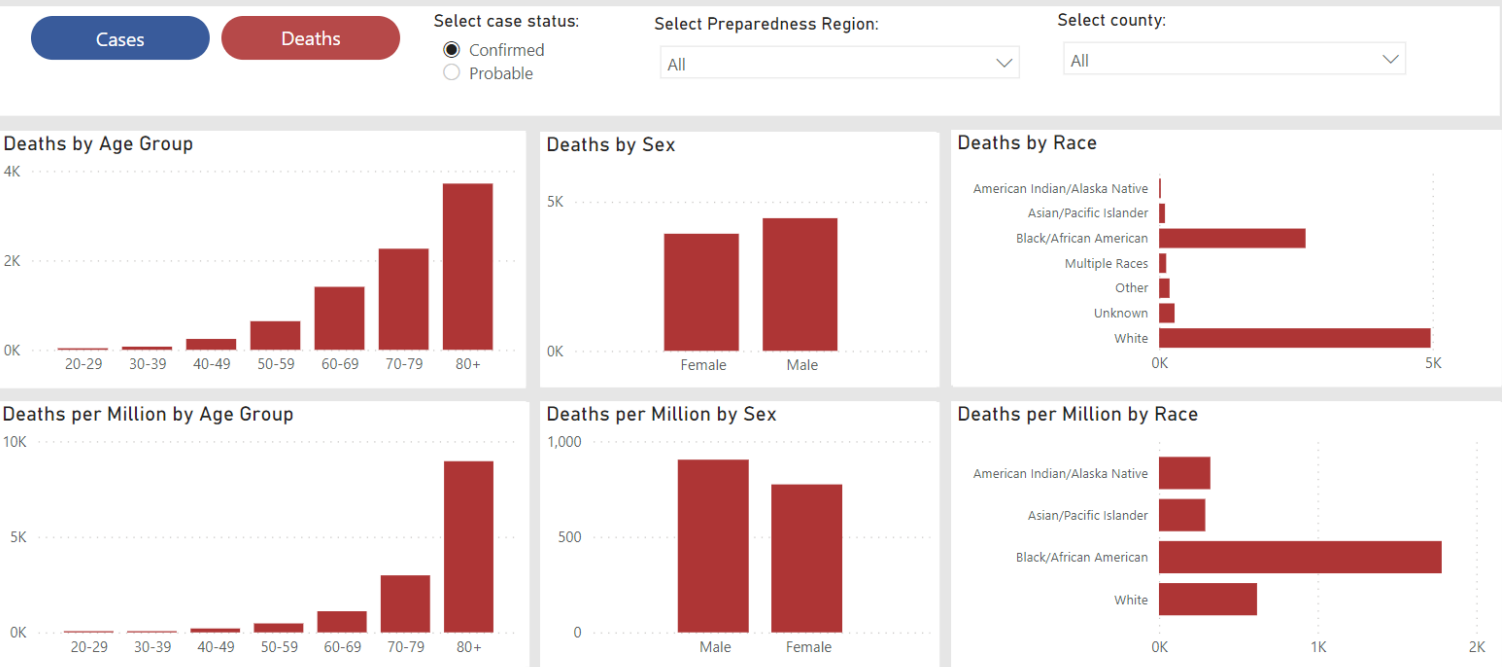 Cases
Deaths
Select case status:
Confirmed
Probable
Select Preparedness Region:
All
Select county:
All
Deaths by Age Group
4K
2K
0K
20-29 30-39 40-49 50-59 60-69 70-79 80+
Deaths by Sex
5K
0K
Female Male
Deaths by Race
American Indian/Alaska Native
Asian/Pacific Islander
Black/African American
Multiple Races
Other
Unknown
White
0K 5K
Deaths per Million by Age Group
10K
5K
0K
20-29 30-39 40-49 50-59 60-69 70-79 80+
Deaths per Million by Sex
1,000
500
0
Male Female
Deaths per Million by Race
American Indian/Alaska Native
Asian/Pacific Islander
Black/African American
White
0K 1K 2K